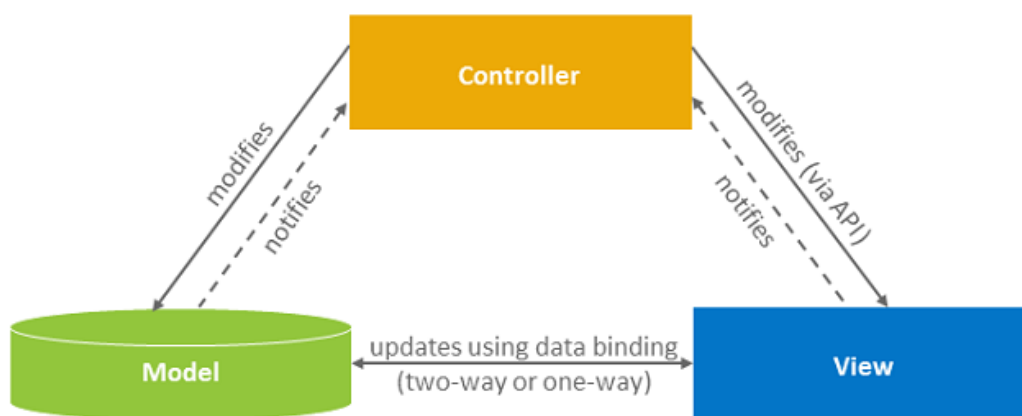 Controller
modifies
notifies
modifies (via API)
notifies
updates using data binding
(two-way or one-way)
Model
View